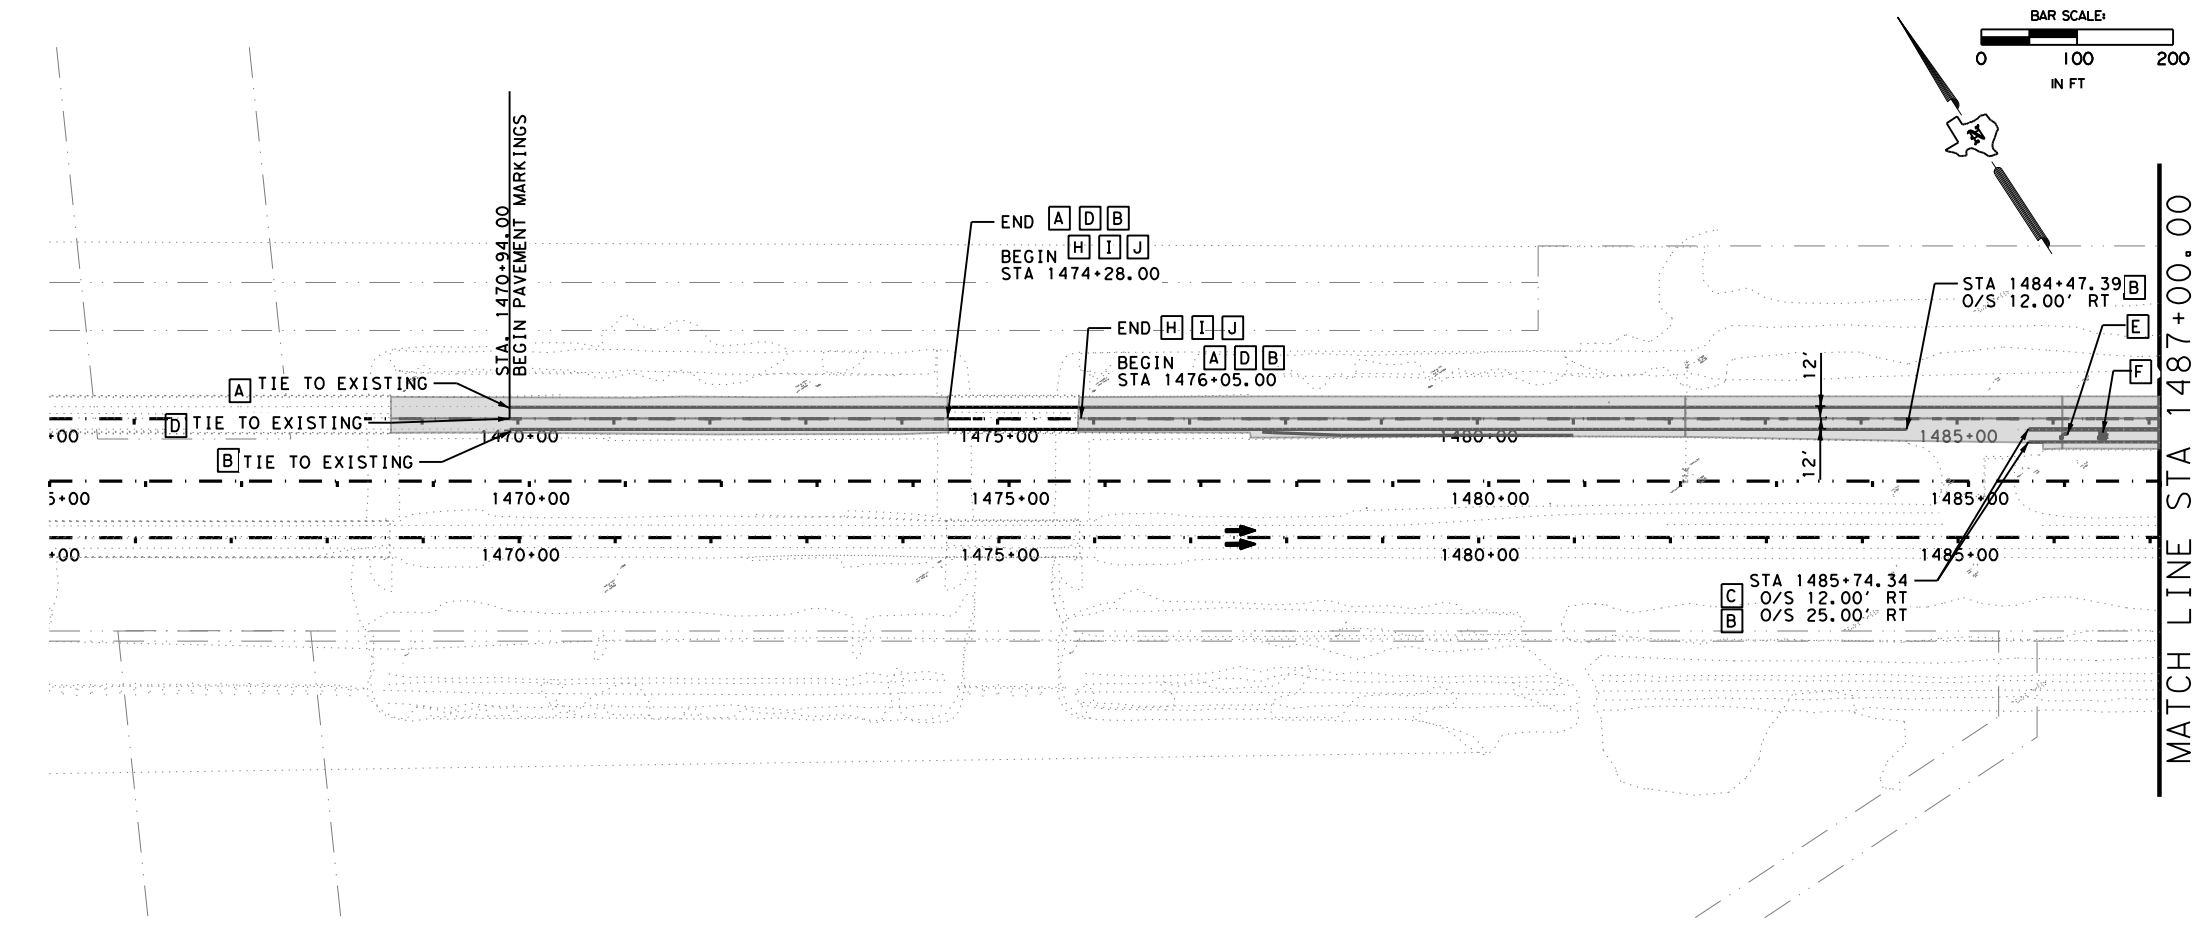 BAR SCALE:
0 100 200
IN FT
N
STA. 1470+94.00
BEGIN PAVEMENT MARKINGS
END A D B
BEGIN H I J
STA 1474+28.00
END H I J
BEGIN A D B
STA 1476+05.00
STA 1484+47.39 B
O/S 12.00' RT
E
F
12'
12'
A TIE TO EXISTING
D TIE TO EXISTING
B TIE TO EXISTING
+00 1470+00 1475+00 1480+00 1485+00
5+00 1470+00 1475+00 1480+00 1485+00
+00 1470+00 1475+00 1480+00 1485+00
STA 1485+74.34
C O/S 12.00' RT
B O/S 25.00' RT
MATCH LINE STA 1487+00.00